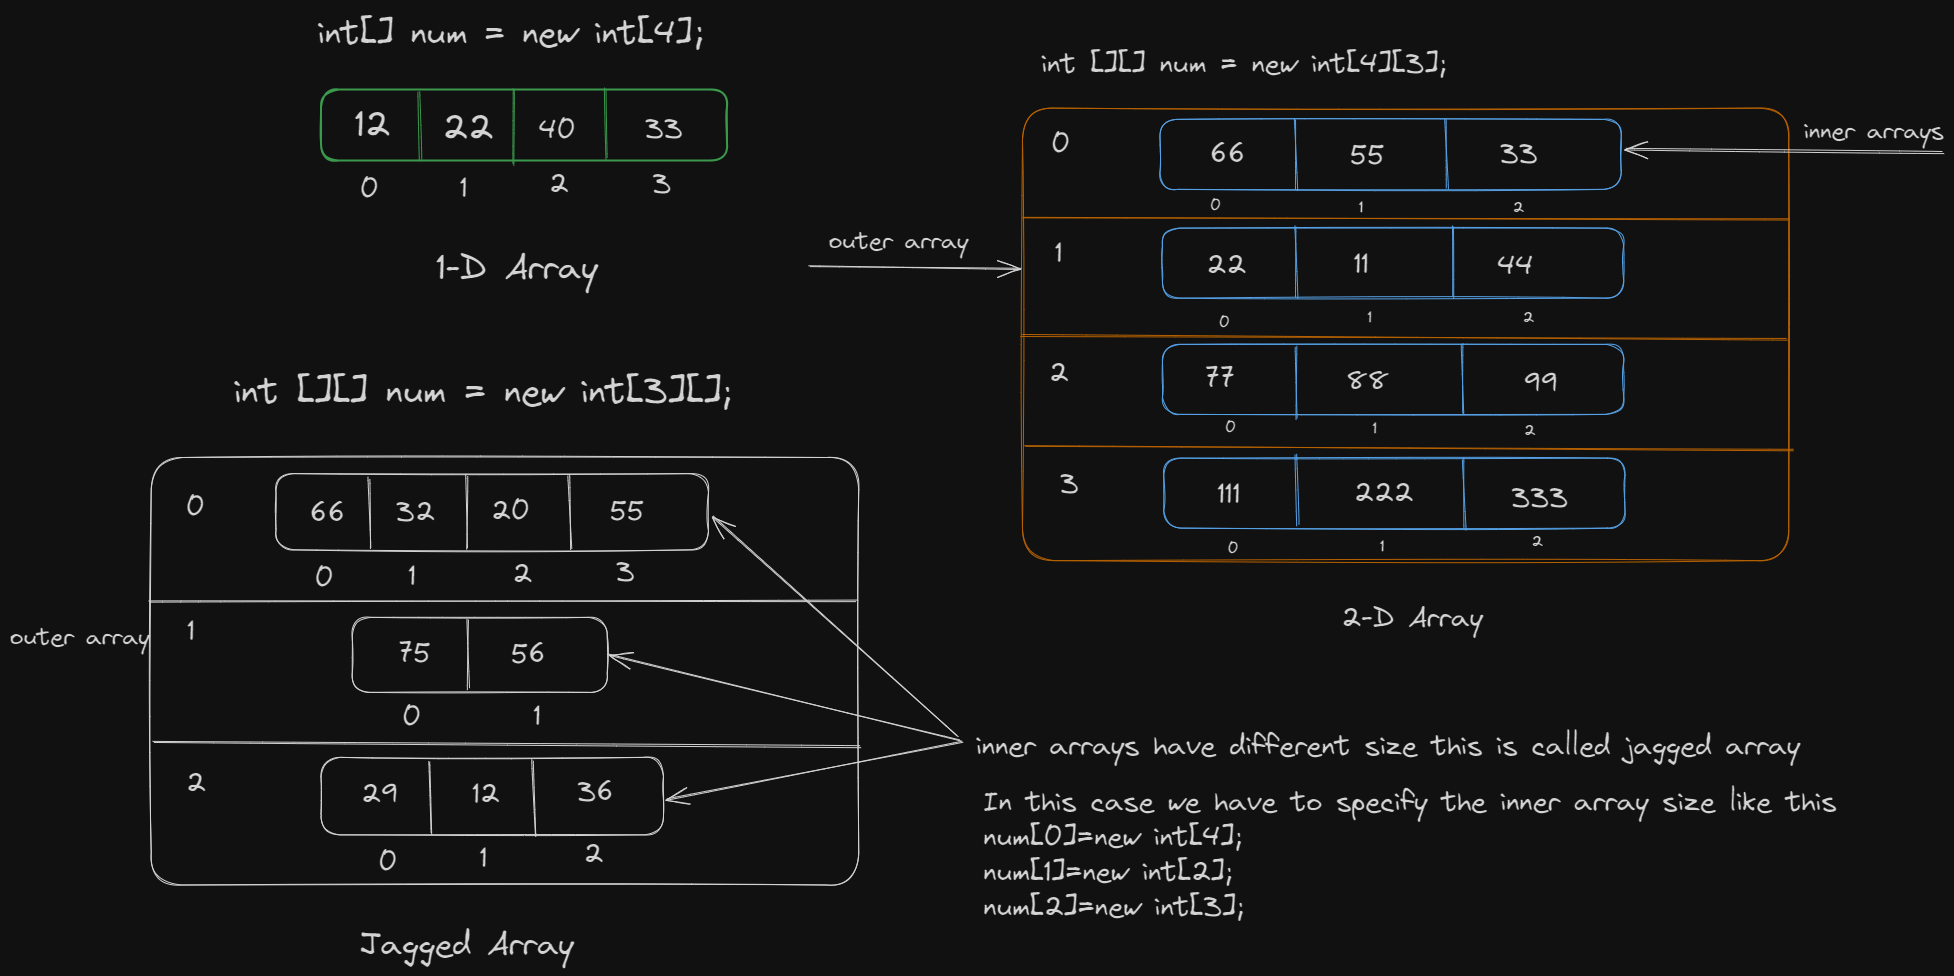 int[] num = new int[4];
12 22 40 33
0 1 2 3
1-D Array
int [][] num = new int[4][3];
inner arrays
outer array
0
66 55 33
0 1 2
1
22 11 44
0 1 2
2
77 88 99
0 1 2
3
111 222 333
0 1 2
2-D Array
int [][] num = new int[3][];
outer array
0
66 32 20 55
0 1 2 3
1
75 56
0 1
2
29 12 36
0 1 2
Jagged Array
inner arrays have different size this is called jagged array
In this case we have to specify the inner array size like this
num[0]=new int[4];
num[1]=new int[2];
num[2]=new int[3];